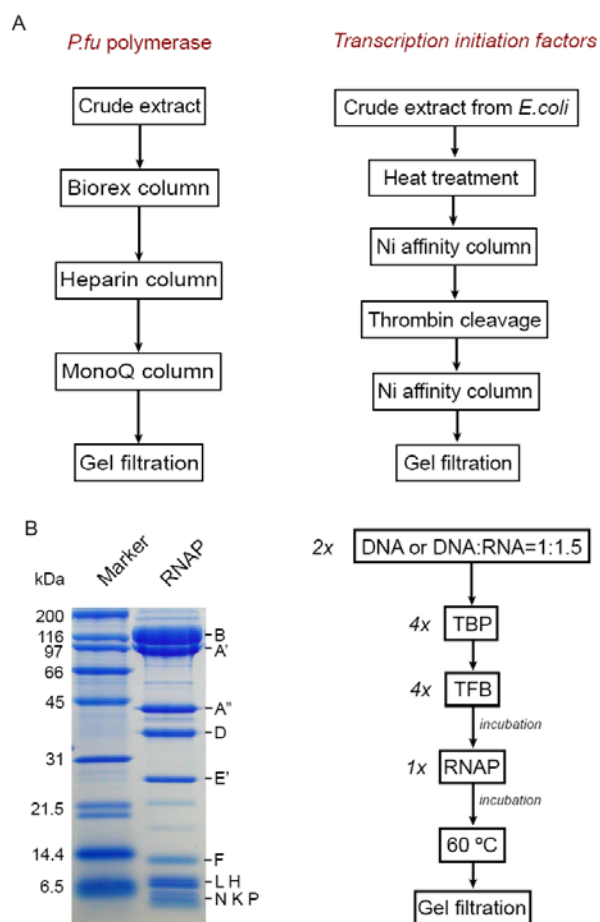 A
P.fu polymerase
Crude extract
Biorex column
Heparin column
MonoQ column
Gel filtration
Transcription initiation factors
Crude extract from E.coli
Heat treatment
Ni affinity column
Thrombin cleavage
Ni affinity column
Gel filtration
B
kDa
Marker
RNAP
200
116
97
66
45
31
21.5
14.4
6.5
B
A'
A"
D
E'
F
L H
N K P
2x DNA or DNA:RNA=1:1.5
4x TBP
4x TFB
incubation
1x RNAP
incubation
60 ºC
Gel filtration